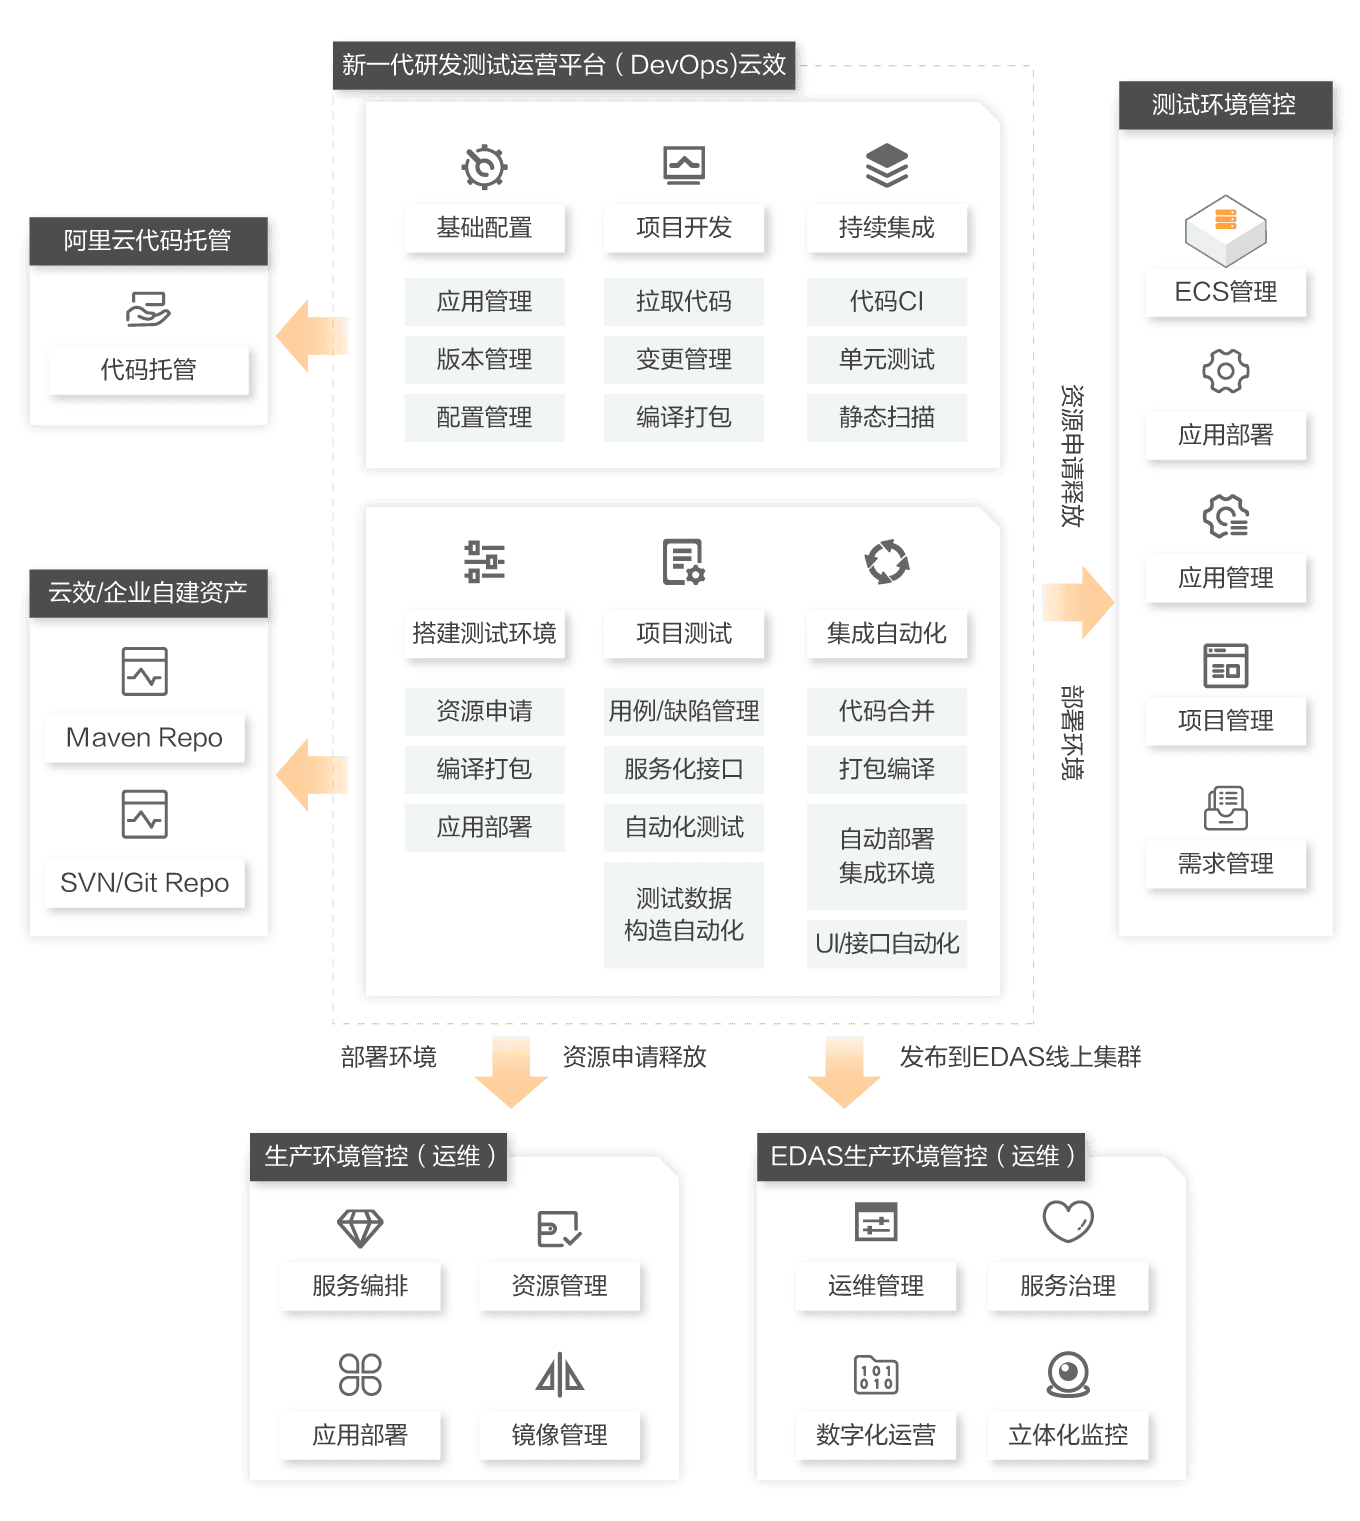 新一代研发测试运营平台（DevOps)云效
基础配置
应用管理
版本管理
配置管理
项目开发
拉取代码
变更管理
编译打包
持续集成
代码CI
单元测试
静态扫描
搭建测试环境
资源申请
编译打包
应用部署
项目测试
用例/缺陷管理
服务化接口
自动化测试
测试数据
构造自动化
集成自动化
代码合并
打包编译
自动部署
集成环境
UI/接口自动化
阿里云代码托管
代码托管
云效/企业自建资产
Maven Repo
SVN/Git Repo
资源申请释放
部署环境
测试环境管控
ECS管理
应用部署
应用管理
项目管理
需求管理
部署环境
资源申请释放
发布到EDAS线上集群
生产环境管控（运维）
服务编排
资源管理
应用部署
镜像管理
EDAS生产环境管控（运维）
运维管理
服务治理
101
010
数字化运营
立体化监控